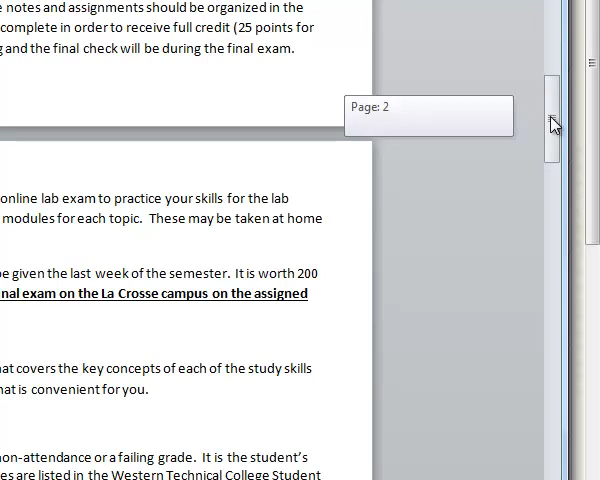 notes and assignments should be organized in the
complete in order to receive full credit (25 points for
and the final check will be during the final exam.
Page: 2
online lab exam to practice your skills for the lab
modules for each topic. These may be taken at home
be given the last week of the semester. It is worth 200
nal exam on the La Crosse campus on the assigned
hat covers the key concepts of each of the study skills
hat is convenient for you.
non-attendance or a failing grade. It is the student's
es are listed in the Western Technical College Student